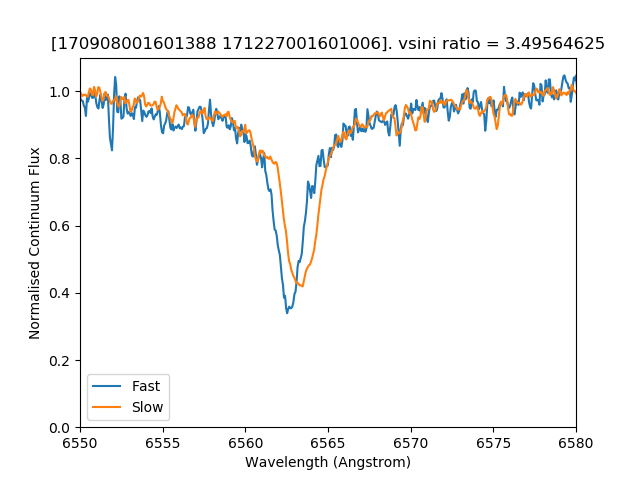 [170908001601388 171227001601006]. vsini ratio = 3.49564625
Normalised Continuum Flux
1.0
0.8
0.6
0.4
0.2
0.0
Fast
Slow
6550 6555 6560 6565 6570 6575 6580
Wavelength (Angstrom)